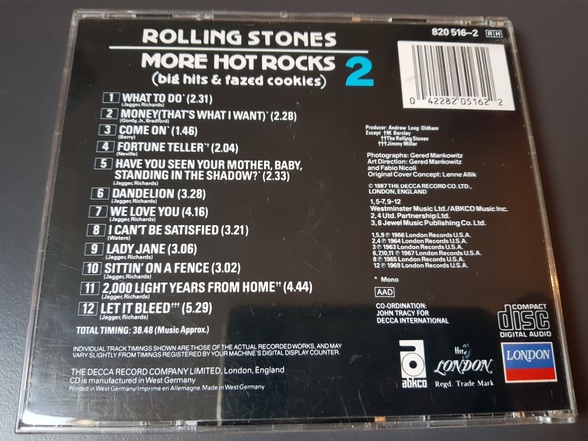 ROLLING STONES
820 516-2 RH
MORE HOT ROCKS 2
(big hits & fazed cookies)
0 42282 05162 2
1 WHAT TO DO* (2.31)
(Jagger, Richards)
2 MONEY (THAT'S WHAT I WANT)* (2.28)
(Gordy, Jr., Bradford)
3 COME ON* (1.46)
(Berry)
4 FORTUNE TELLER*† (2.04)
(Neville)
5 HAVE YOU SEEN YOUR MOTHER, BABY,
STANDING IN THE SHADOW?* (2.33)
(Jagger, Richards)
6 DANDELION (3.28)
(Jagger, Richards)
7 WE LOVE YOU (4.16)
(Jagger, Richards)
8 I CAN'T BE SATISFIED (3.21)
(Waters)
9 LADY JANE (3.06)
(Jagger, Richards)
10 SITTIN' ON A FENCE (3.02)
(Jagger, Richards)
11 2,000 LIGHT YEARS FROM HOME†† (4.44)
(Jagger, Richards)
12 LET IT BLEED††† (5.29)
(Jagger, Richards)
TOTAL TIMING: 38.48 (Music Approx.)
Producer: Andrew Loog Oldham
Except †M. Barclay
††The Rolling Stones
†††Jimmy Miller
Photographs: Gered Mankowitz
Art Direction: Gered Mankowitz
and Fabio Nicoli
Original Cover Concept: Lenne Allik
© 1987 THE DECCA RECORD CO. LTD.,
LONDON, ENGLAND
1,5-7,9-12
Westminster Music Ltd./ABKCO Music Inc.
2,4 Utd. Partnership Ltd.
3,8 Jewel Music Publishing Co. Ltd.
1,5,9 ℗ 1966 London Records U.S.A.
2,4 ℗ 1964 London Records U.S.A.
3 ℗ 1963 London Records U.S.A.
6,7,10,11 ℗ 1967 London Records U.S.A.
8 ℗ 1965 London Records U.S.A.
12 ℗ 1969 London Records U.S.A.
* Mono
AAD
CO-ORDINATION:
JOHN TRACY FOR
DECCA INTERNATIONAL
COMPACT
disc
DIGITAL AUDIO
INDIVIDUAL TRACK TIMINGS SHOWN ARE THOSE OF THE ACTUAL RECORDED WORKS, AND MAY
VARY SLIGHTLY FROM TIMINGS REGISTERED BY YOUR MACHINE'S DIGITAL DISPLAY COUNTER.
THE DECCA RECORD COMPANY LIMITED, London, England
CD is manufactured in West Germany
Printed in West Germany/Imprimé en Allemagne. Made in West Germany
abkco
LONDON
Regd. Trade Mark
LONDON